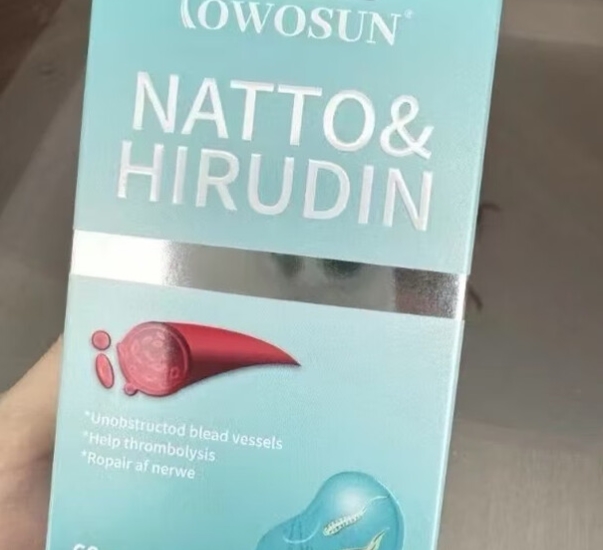 OWOSUN®
NATTO&
HIRUDIN
*Unobstructod blead vessels
*Help thrombolysis
*Ropair af nerwe